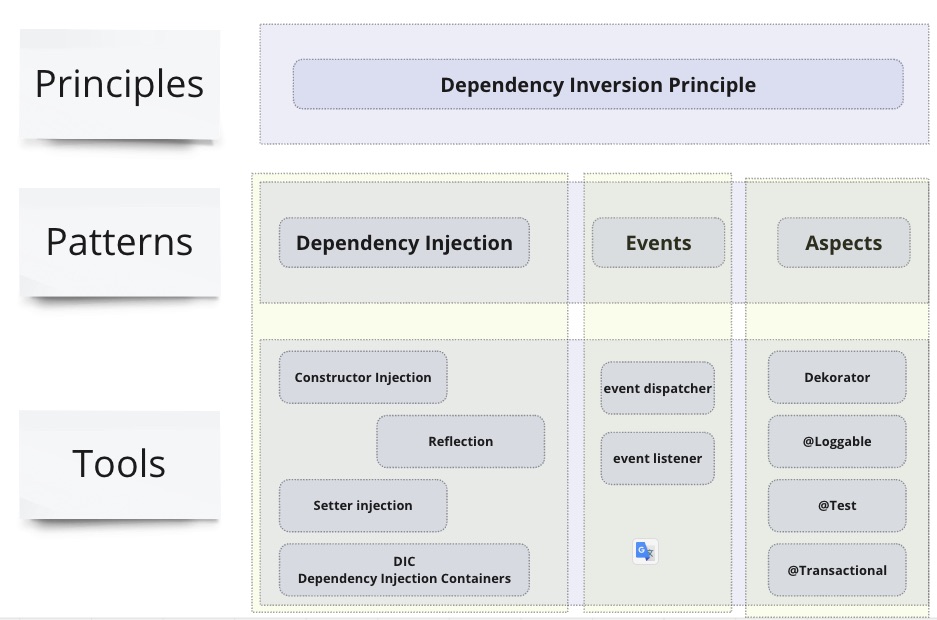 Principles
Dependency Inversion Principle
Patterns
Dependency Injection
Events
Aspects
Tools
Constructor Injection
Reflection
Setter injection
DIC
Dependency Injection Containers
event dispatcher
event listener
G
Dekorator
@Loggable
@Test
@Transactional